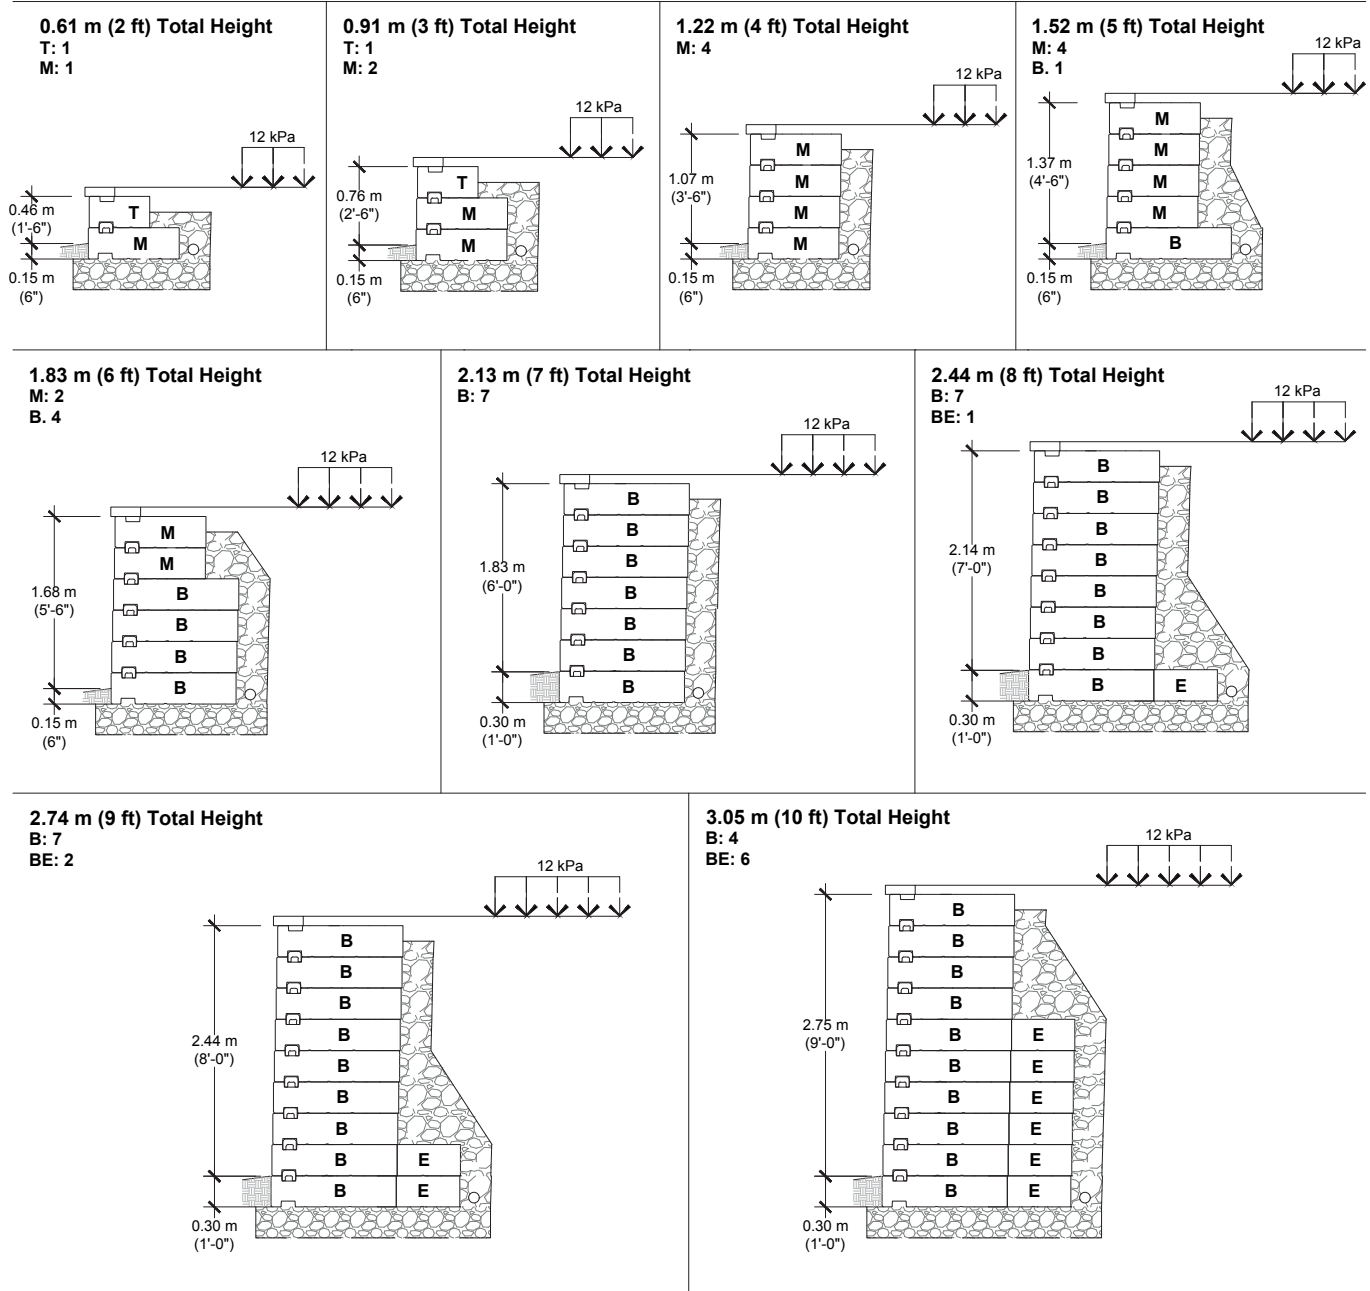 0.61 m (2 ft) Total Height
T: 1
M: 1
12 kPa
0.46 m
(1'-6")
T
M
0.15 m
(6")
0.91 m (3 ft) Total Height
T: 1
M: 2
12 kPa
0.76 m
(2'-6")
T
M
M
0.15 m
(6")
1.22 m (4 ft) Total Height
M: 4
12 kPa
1.07 m
(3'-6")
M
M
M
M
0.15 m
(6")
1.52 m (5 ft) Total Height
M: 4
B. 1
12 kPa
1.37 m
(4'-6")
M
M
M
M
B
0.15 m
(6")
1.83 m (6 ft) Total Height
M: 2
B. 4
12 kPa
M
M
1.68 m
(5'-6")
B
B
B
B
0.15 m
(6")
2.13 m (7 ft) Total Height
B: 7
12 kPa
1.83 m
(6'-0")
B
B
B
B
B
B
B
0.30 m
(1'-0")
2.44 m (8 ft) Total Height
B: 7
BE: 1
12 kPa
2.14 m
(7'-0")
B
B
B
B
B
B
B
B E
0.30 m
(1'-0")
2.74 m (9 ft) Total Height
B: 7
BE: 2
12 kPa
2.44 m
(8'-0")
B
B
B
B
B
B
B
B E
B E
0.30 m
(1'-0")
3.05 m (10 ft) Total Height
B: 4
BE: 6
12 kPa
2.75 m
(9'-0")
B
B
B
B
B E
B E
B E
B E
B E
B E
0.30 m
(1'-0")